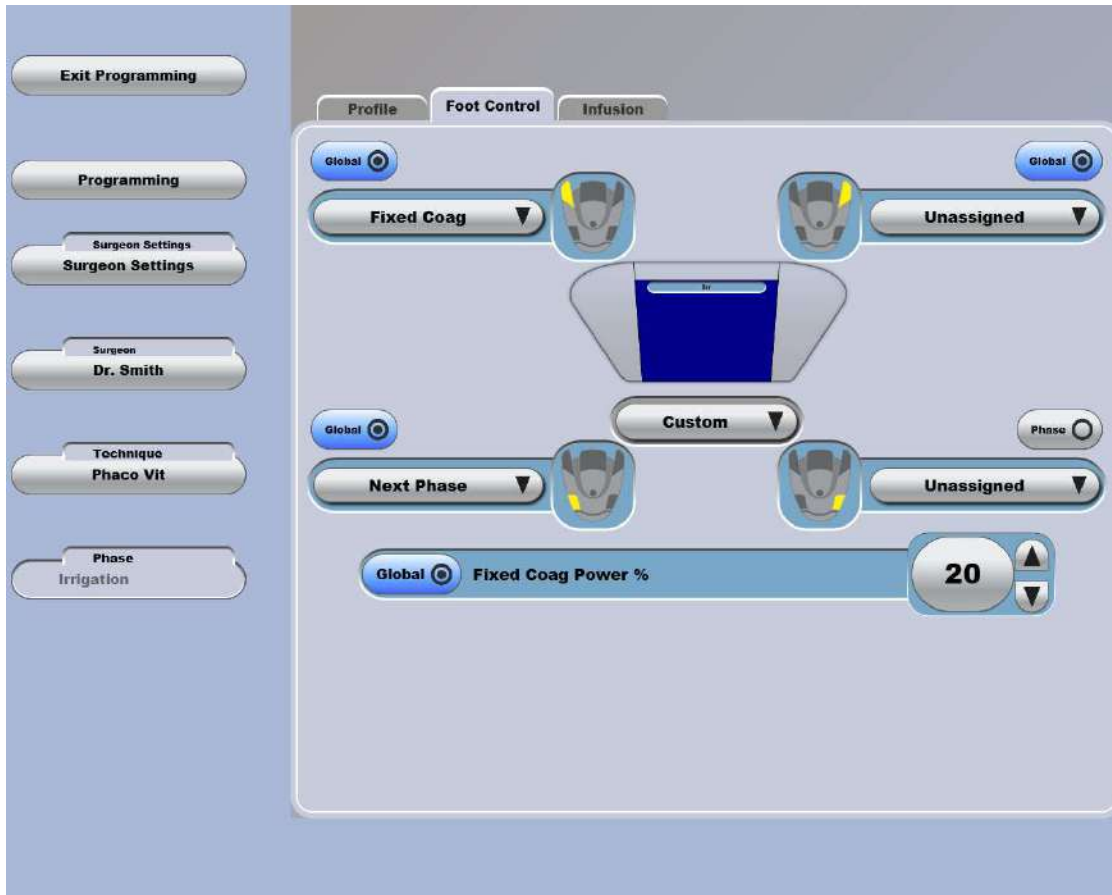 Exit Programming
Programming
Surgeon Settings
Surgeon Settings
Surgeon
Dr. Smith
Technique
Phaco Vit
Phase
Irrigation
Profile
Foot Control
Infusion
Global
Global
Fixed Coag
Unassigned
Custom
Global
Phase
Next Phase
Unassigned
Global
Fixed Coag Power %
20